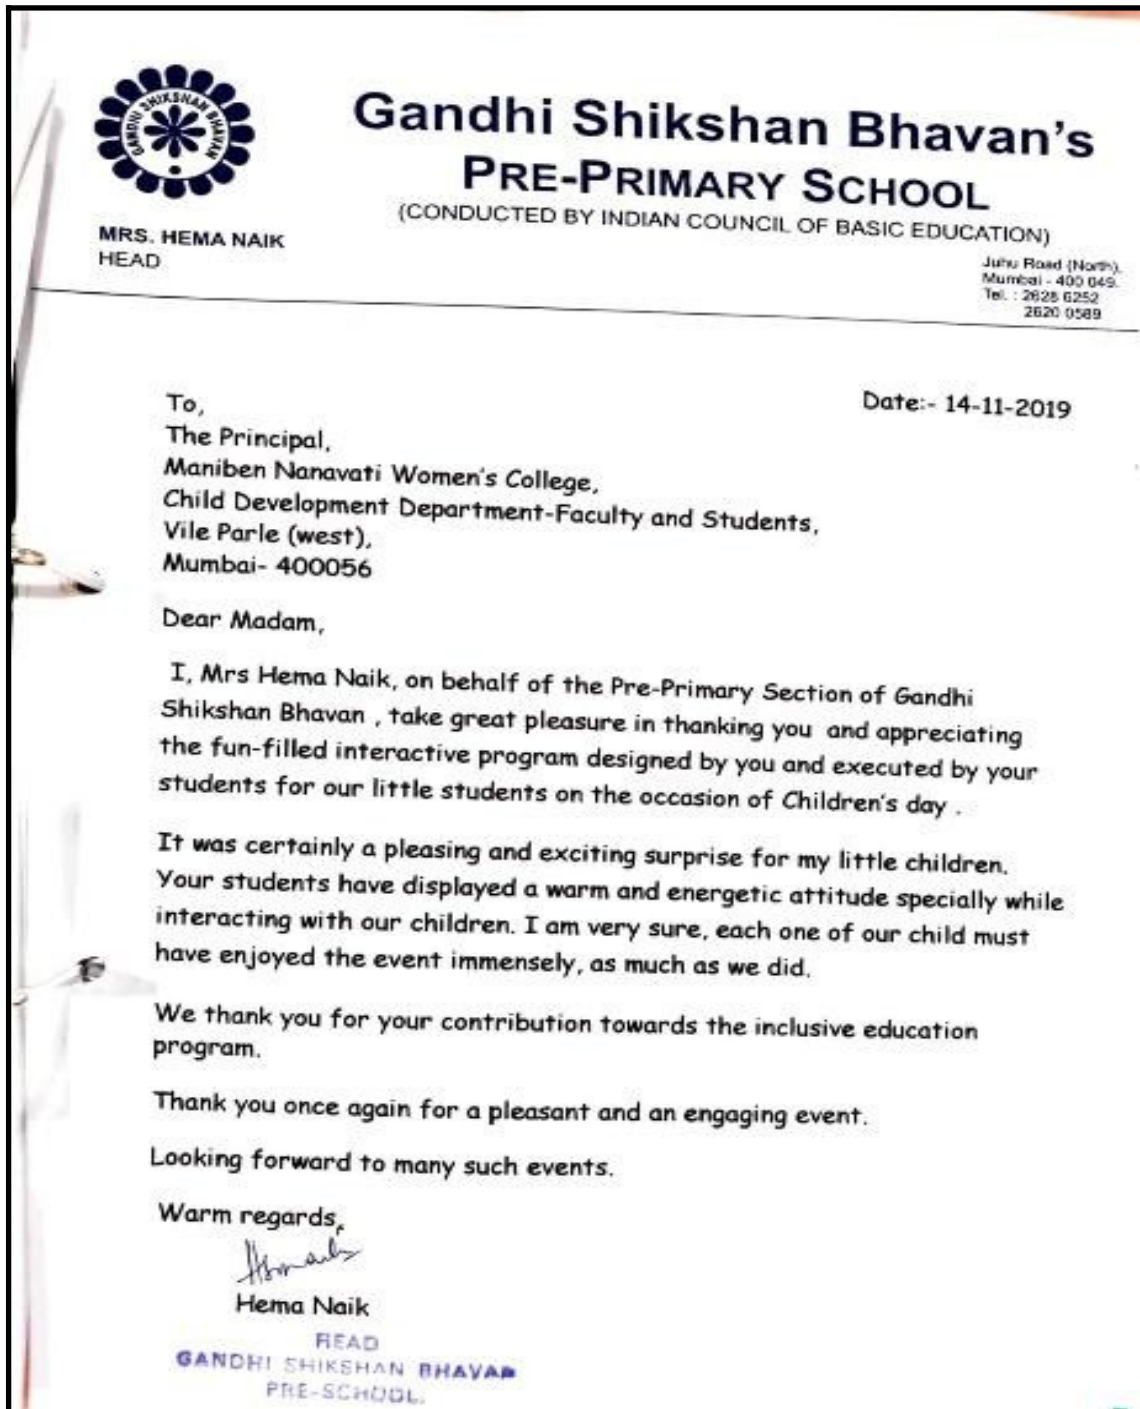 GANDHI SHIKSHAN BHAVAN
Gandhi Shikshan Bhavan's
PRE-PRIMARY SCHOOL
(CONDUCTED BY INDIAN COUNCIL OF BASIC EDUCATION)
MRS. HEMA NAIK
HEAD
Juhu Road (North),
Mumbai - 400 049.
Tel. : 2628 6252
2620 0589
Date:- 14-11-2019
To,
The Principal,
Maniben Nanavati Women's College,
Child Development Department-Faculty and Students,
Vile Parle (west),
Mumbai- 400056
Dear Madam,
I, Mrs Hema Naik, on behalf of the Pre-Primary Section of Gandhi
Shikshan Bhavan , take great pleasure in thanking you and appreciating
the fun-filled interactive program designed by you and executed by your
students for our little students on the occasion of Children's day .
It was certainly a pleasing and exciting surprise for my little children.
Your students have displayed a warm and energetic attitude specially while
interacting with our children. I am very sure, each one of our child must
have enjoyed the event immensely, as much as we did.
We thank you for your contribution towards the inclusive education
program.
Thank you once again for a pleasant and an engaging event.
Looking forward to many such events.
Warm regards,
Hema Naik
HEAD
GANDHI SHIKSHAN BHAVAN
PRE-SCHOOL.